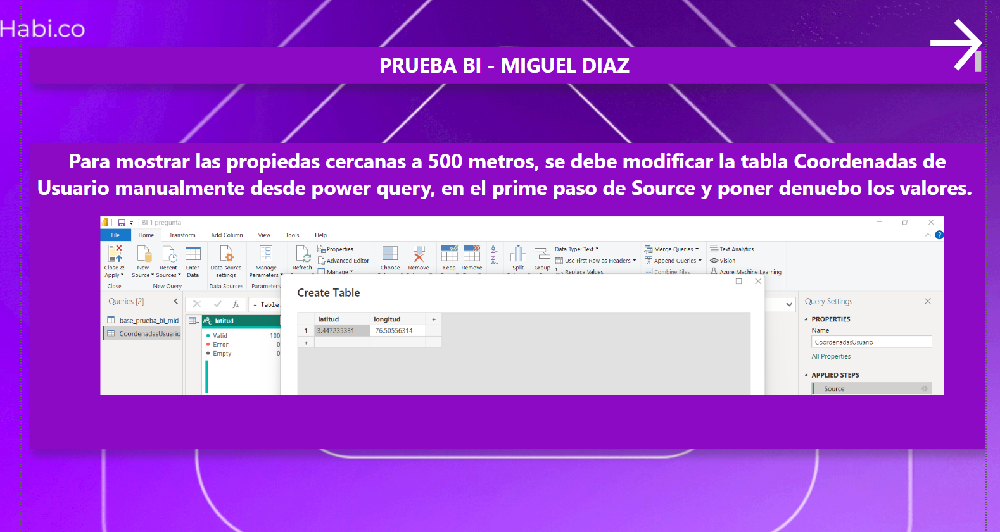 Habi.co
PRUEBA BI - MIGUEL DIAZ
Para mostrar las propiedas cercanas a 500 metros, se debe modificar la tabla Coordenadas de
Usuario manualmente desde power query, en el prime paso de Source y poner denuebo los valores.
BI 1 pregunta
File Home Transform Add Column View Tools Help
Close & Apply
New Source
Recent Sources
Enter Data
Data source settings
Manage Parameters
Refresh
Properties
Advanced Editor
Manage
Choose
Remove
Keep
Remove
Split
Group
Data Type: Text
Use First Row as Headers
Replace Values
Merge Queries
Append Queries
Combine Files
Text Analytics
Vision
Azure Machine Learning
Close
New Query
Data Sources
Parameters
Queries [2]
base_prueba_bi_mid
CoordenadasUsuario
fx
= Table.
ABC latitud
Valid 100
Error 0
Empty 0
Create Table
latitud longitud +
1 3.447235331 -76.50556314
+
Query Settings
PROPERTIES
Name
CoordenadasUsuario
All Properties
APPLIED STEPS
Source